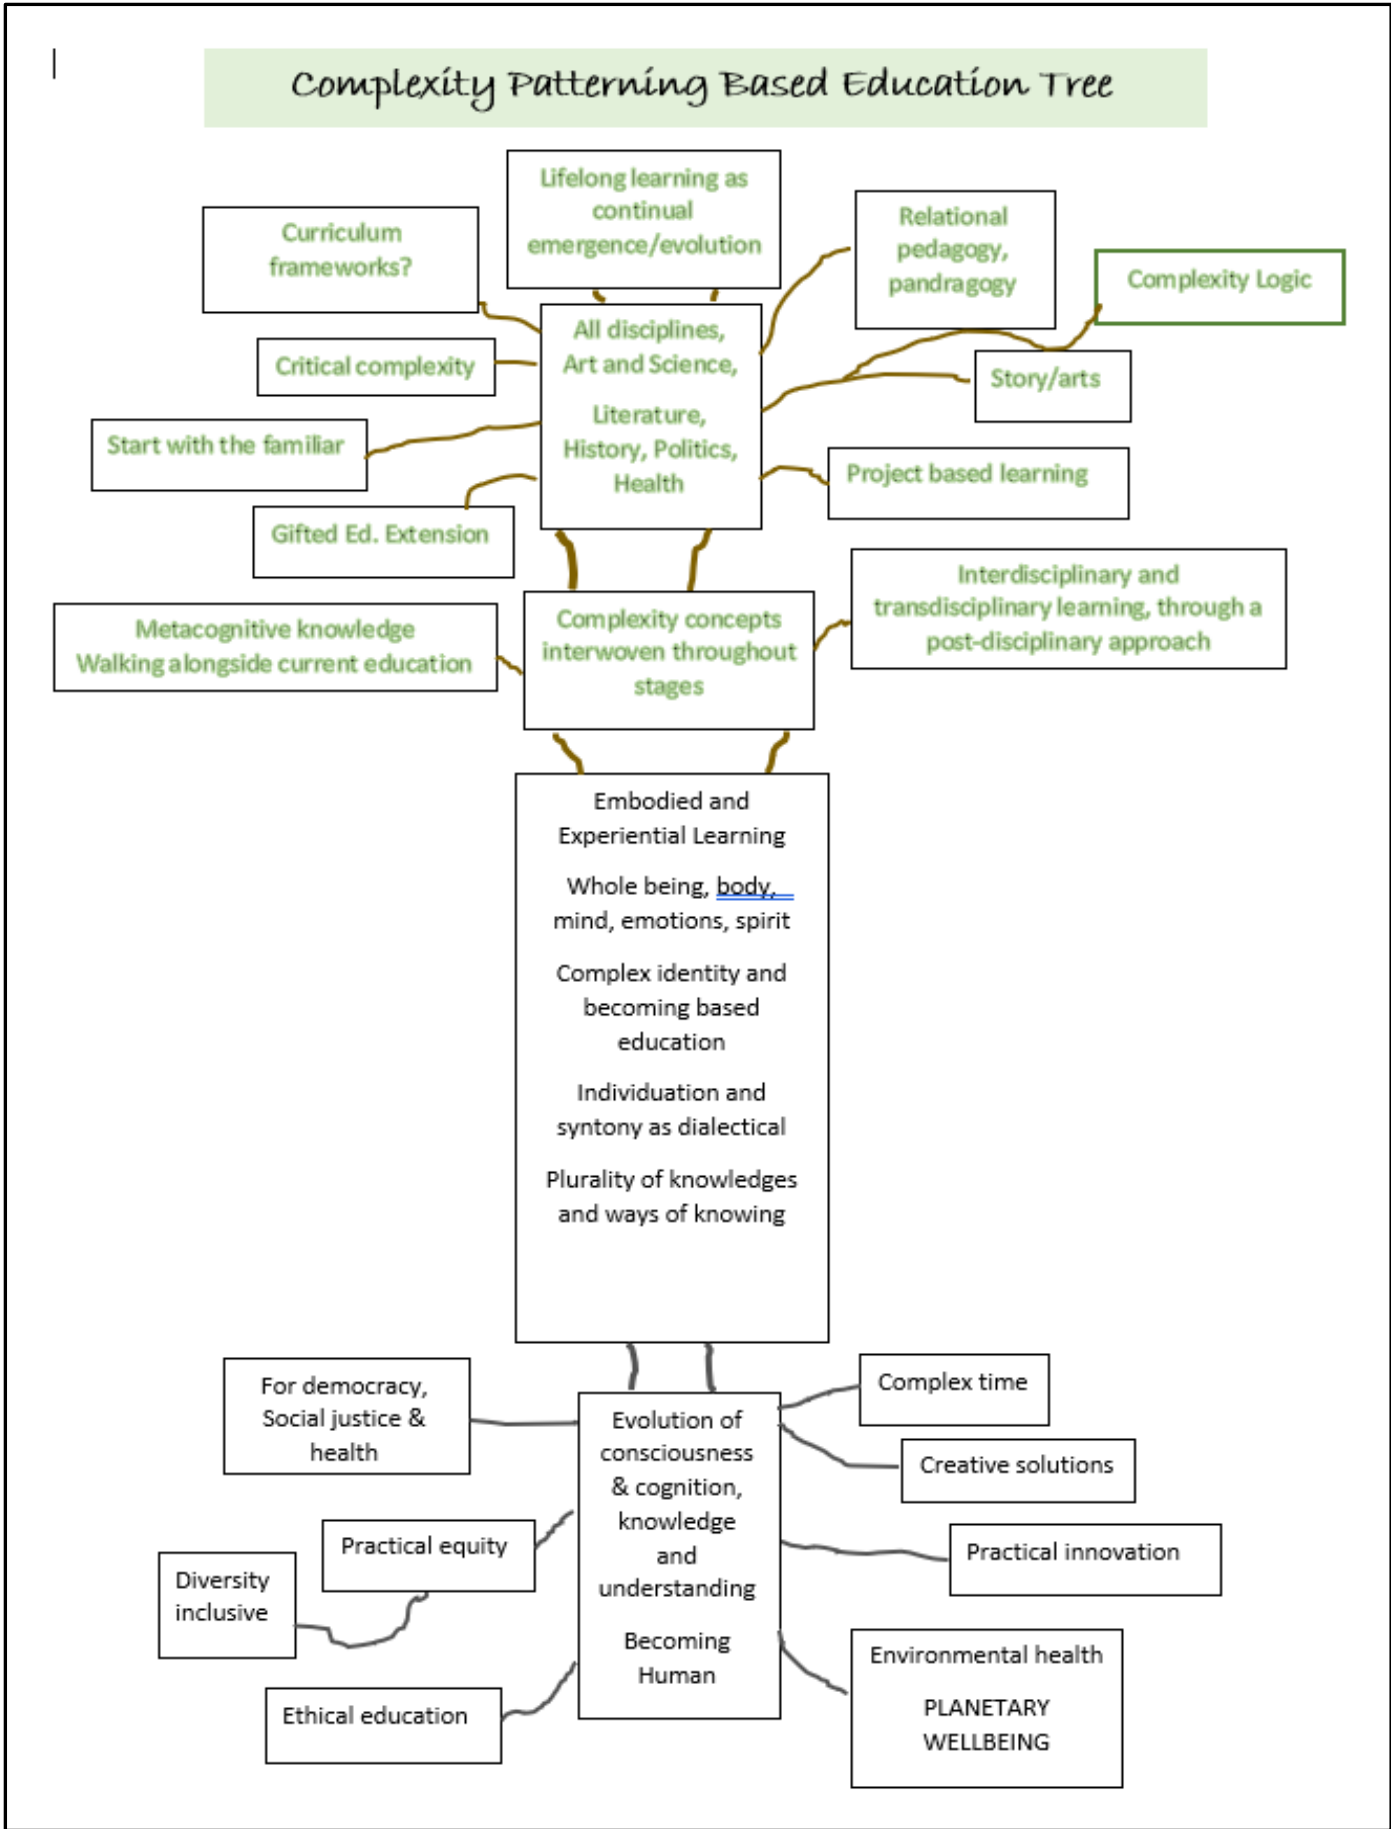 Complexity Patterning Based Education Tree
Lifelong learning as
continual
emergence/evolution
Curriculum
frameworks?
Relational
pedagogy,
pandragogy
Complexity Logic
All disciplines,
Art and Science,
Literature,
History, Politics,
Health
Critical complexity
Story/arts
Start with the familiar
Project based learning
Gifted Ed. Extension
Interdisciplinary and
transdisciplinary learning, through a
post-disciplinary approach
Metacognitive knowledge
Walking alongside current education
Complexity concepts
interwoven throughout
stages
Embodied and
Experiential Learning
Whole being, body,
mind, emotions, spirit
Complex identity and
becoming based
education
Individuation and
syntony as dialectical
Plurality of knowledges
and ways of knowing
For democracy,
Social justice &
health
Complex time
Evolution of
consciousness
& cognition,
knowledge
and
understanding
Becoming
Human
Creative solutions
Practical equity
Practical innovation
Diversity
inclusive
Ethical education
Environmental health
PLANETARY
WELLBEING